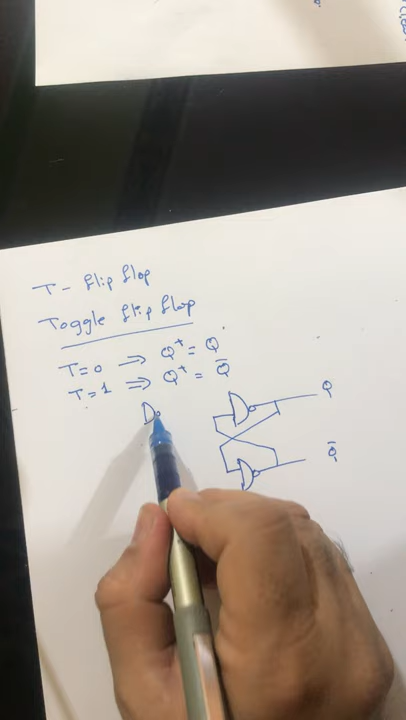 T- flip flop
Toggle flip flop
T=0 → Q⁺ = Q
T=1 ⇒ Q⁺ = Q̅
Q
Q̅